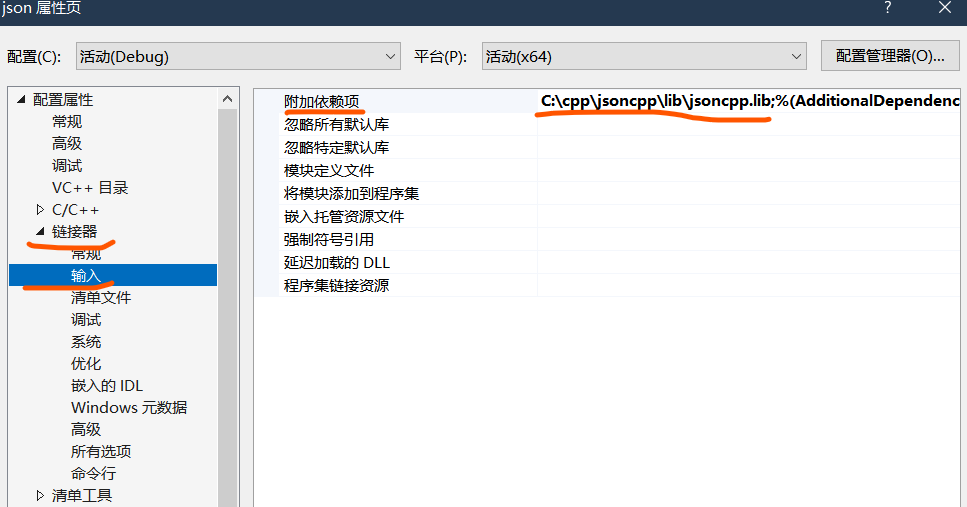 json 属性页
?
配置(C):
活动(Debug)
平台(P):
活动(x64)
配置管理器(O)...
配置属性
常规
高级
调试
VC++ 目录
C/C++
链接器
常规
输入
清单文件
调试
系统
优化
嵌入的 IDL
Windows 元数据
高级
所有选项
命令行
清单工具
附加依赖项 C:\cpp\jsoncpp\lib\jsoncpp.lib;%(AdditionalDependenc
忽略所有默认库
忽略特定默认库
模块定义文件
将模块添加到程序集
嵌入托管资源文件
强制符号引用
延迟加载的 DLL
程序集链接资源